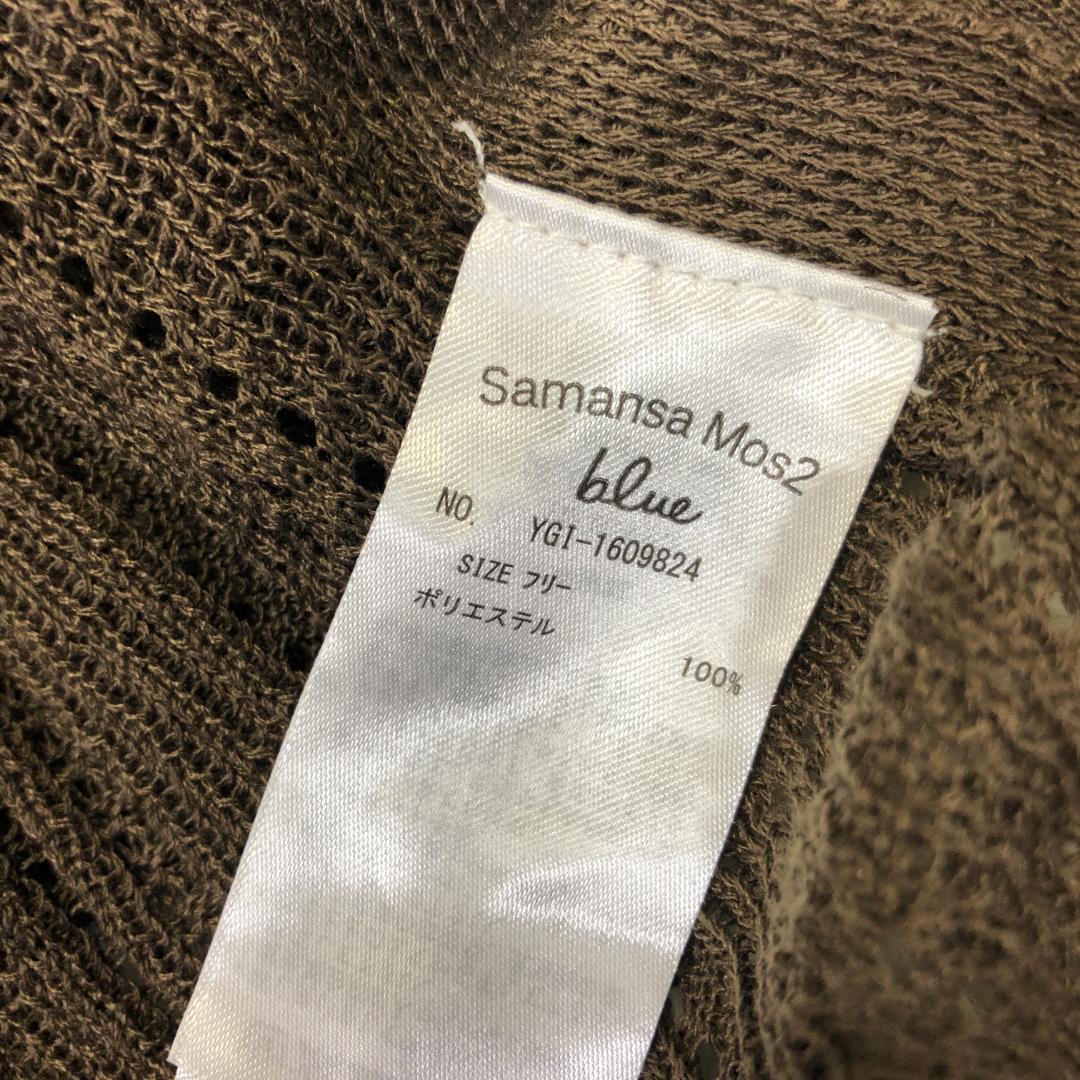 Samansa Mos2
blue
NO. YGI-1609824
SIZE フリー
ポリエステル
100%